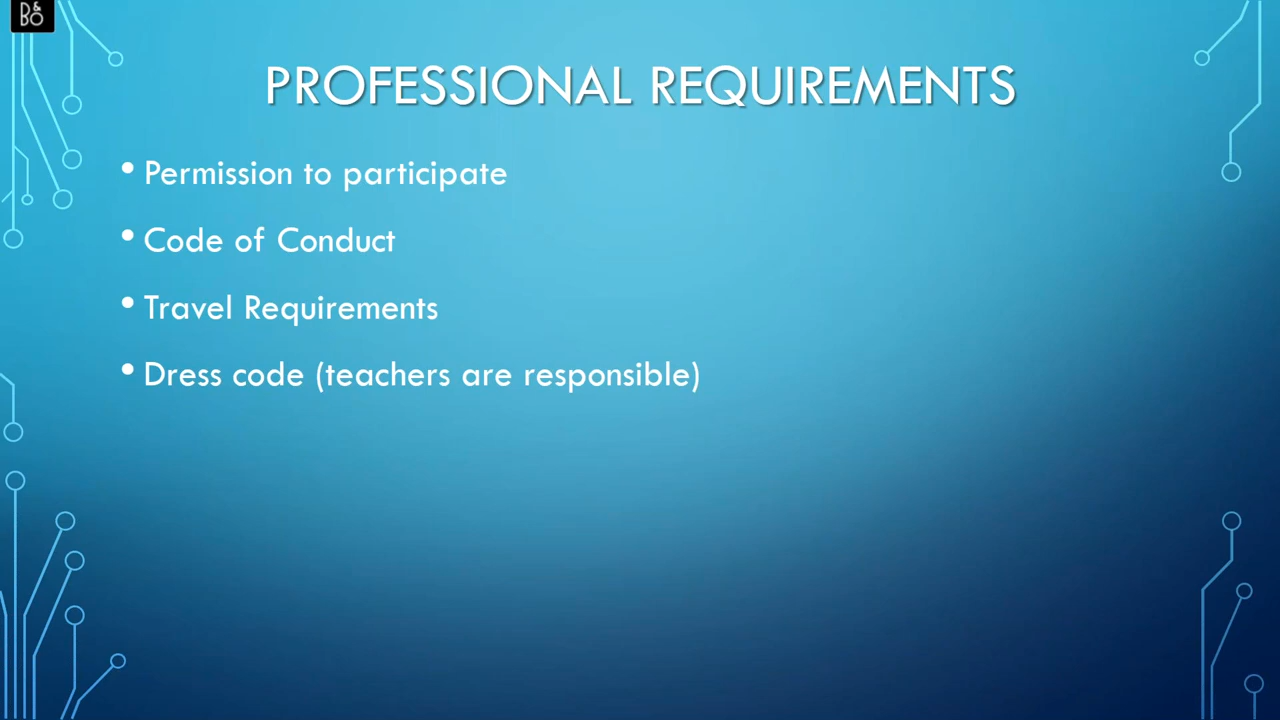 B&O
PROFESSIONAL REQUIREMENTS
• Permission to participate
• Code of Conduct
• Travel Requirements
• Dress code (teachers are responsible)